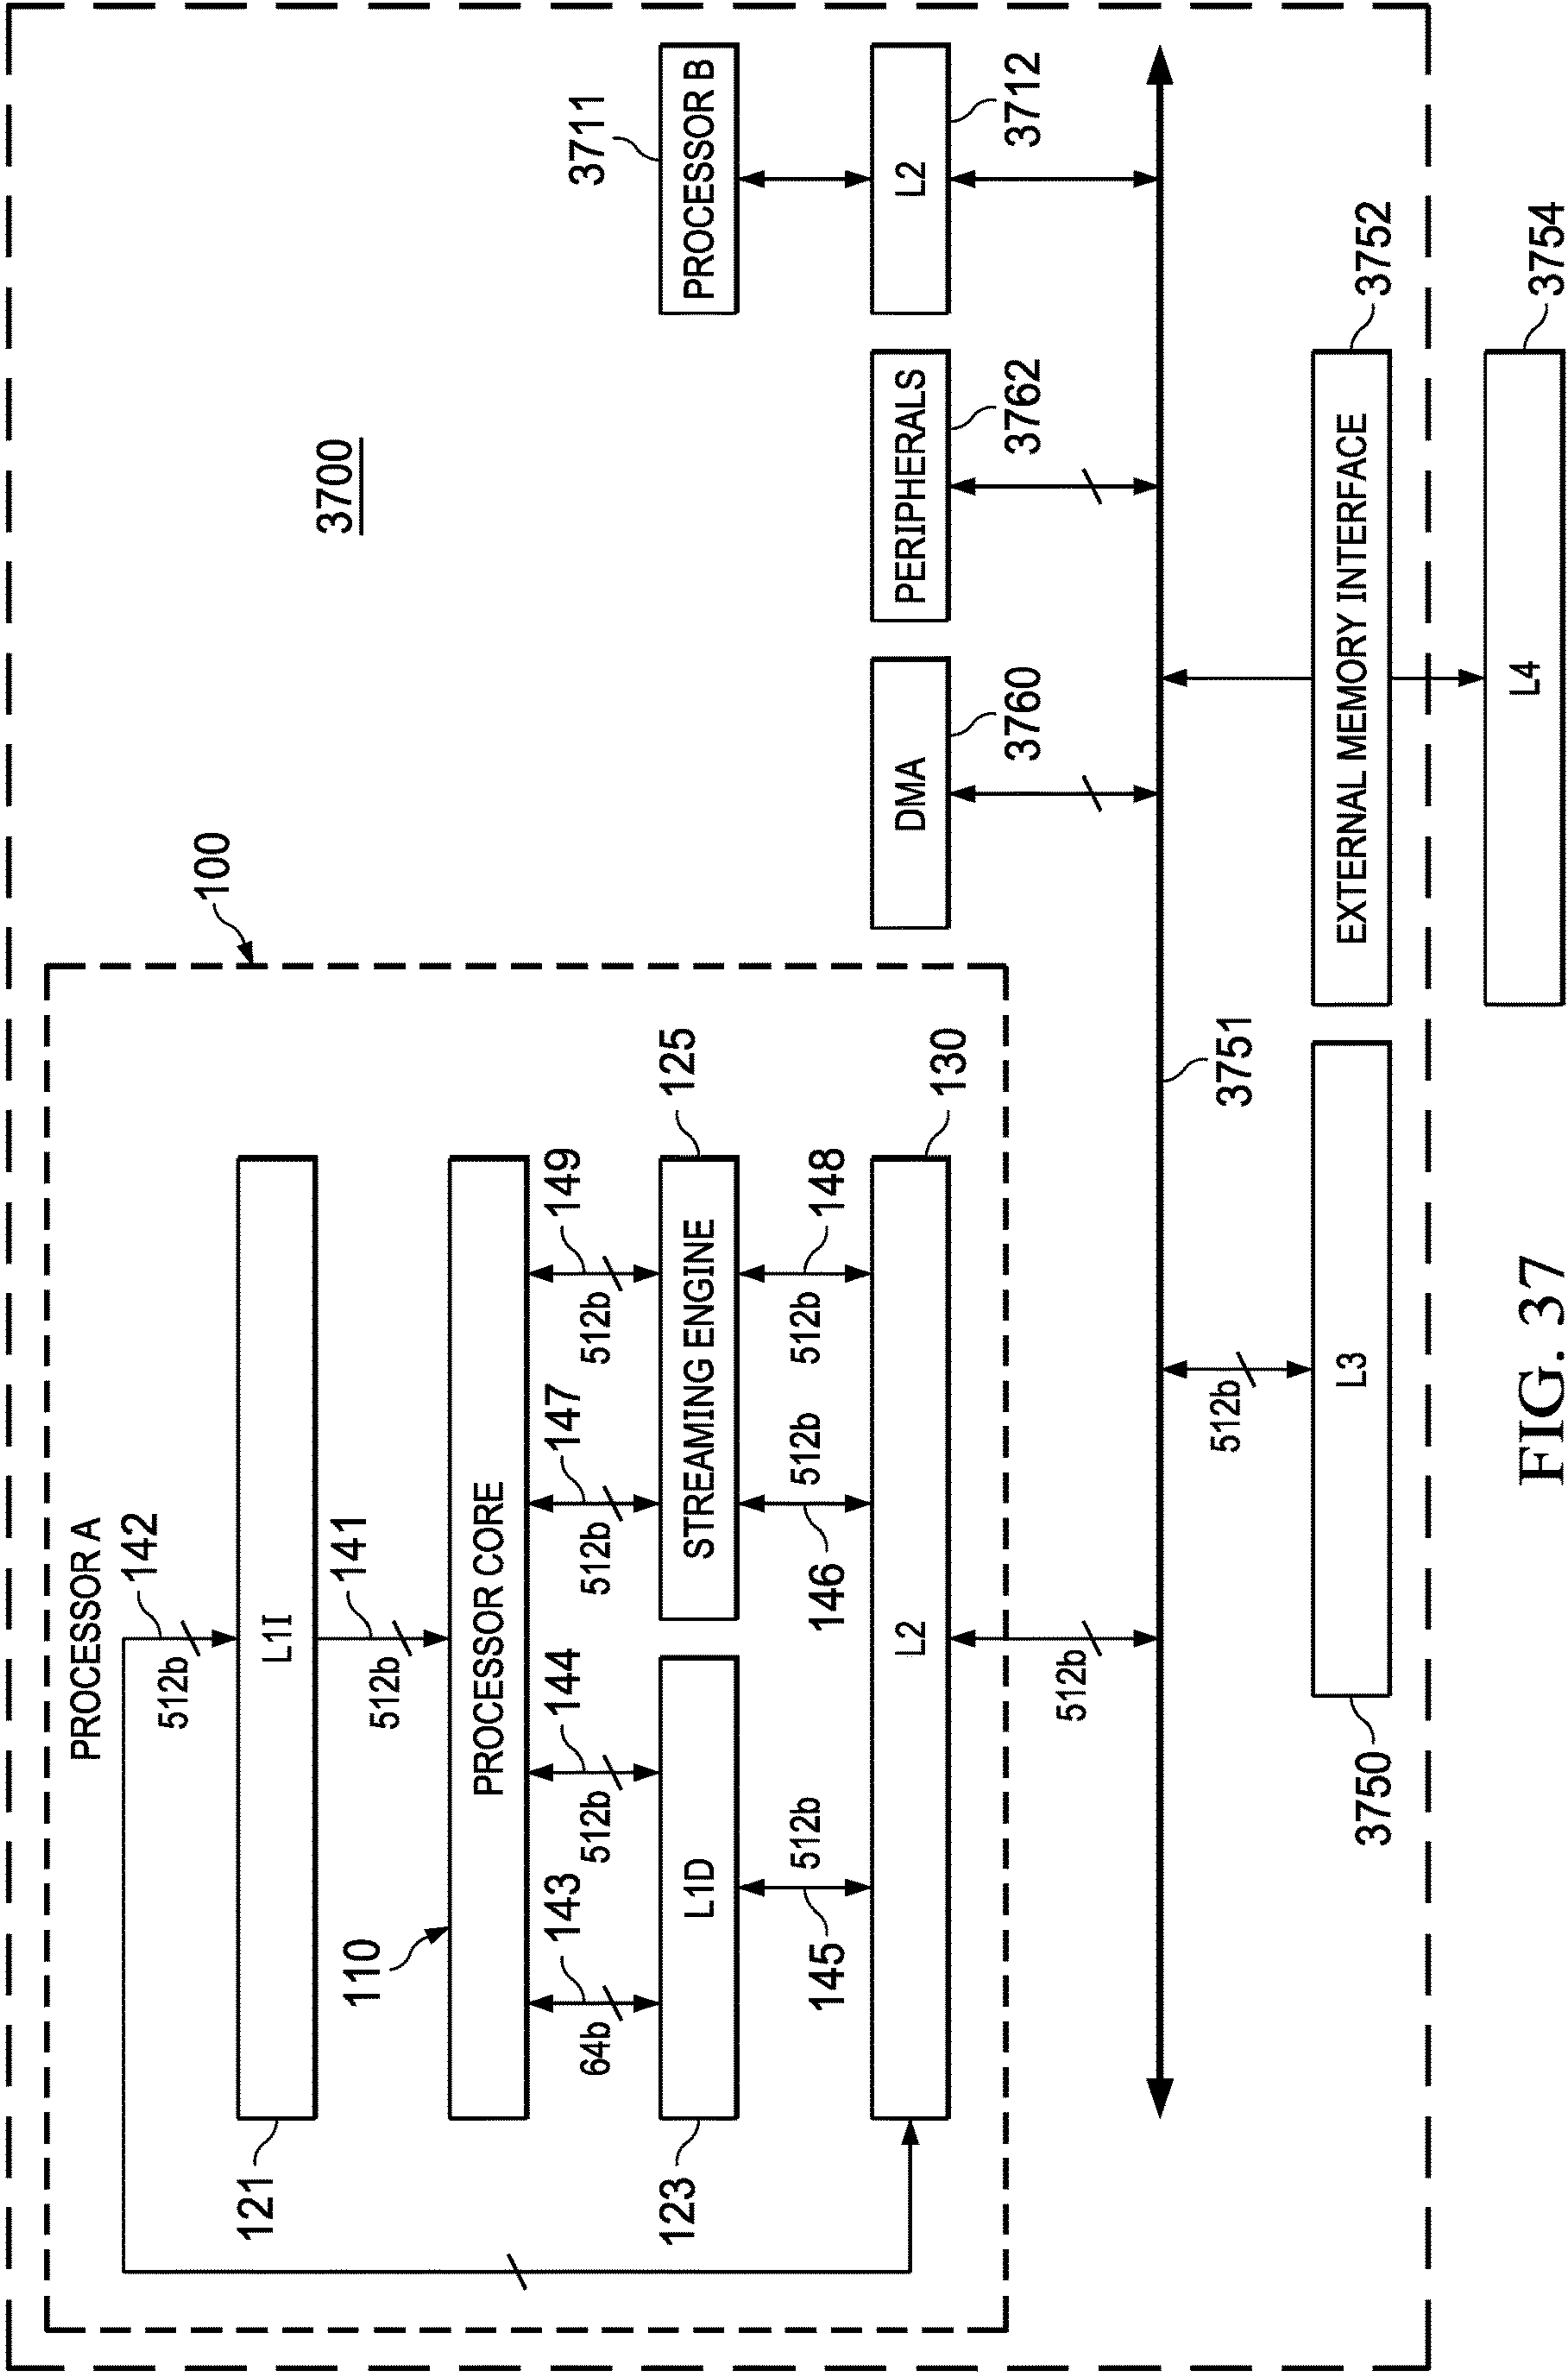 PROCESSOR A
142
512b
100
121
L1I
141
512b
3700
110
PROCESSOR CORE
143
64b
144
512b
147
512b
149
512b
123
L1D
STREAMING ENGINE
125
3711
PROCESSOR B
145
512b
146
512b
512b
148
L2
130
DMA
3760
PERIPHERALS
3762
L2
3712
512b
3751
512b
3750
L3
EXTERNAL MEMORY INTERFACE
3752
L4
3754
FIG. 37